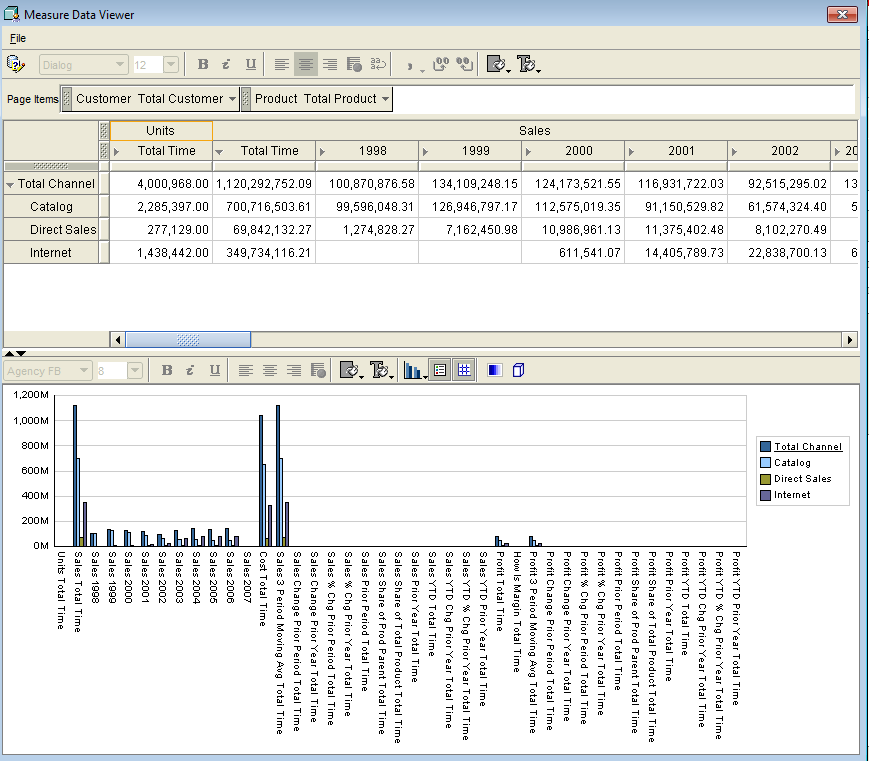 Measure Data Viewer
File
Dialog 12 B i U
Page Items Customer Total Customer Product Total Product
Units Sales
Total Time Total Time 1998 1999 2000 2001 2002 20
Total Channel 4,000,968.00 1,120,292,752.09 100,870,876.58 134,109,248.15 124,173,521.55 116,931,722.03 92,515,295.02 13
Catalog 2,285,397.00 700,716,503.61 99,596,048.31 126,946,797.17 112,575,019.35 91,150,529.82 61,574,324.40 5
Direct Sales 277,129.00 69,842,132.27 1,274,828.27 7,162,450.98 10,986,961.13 11,375,402.48 8,102,270.49
Internet 1,438,442.00 349,734,116.21 611,541.07 14,405,789.73 22,838,700.13 6
Agency FB 8 B i U
1,200M
1,000M
800M
600M
400M
200M
0M
Total Channel
Catalog
Direct Sales
Internet
Units Total Time
Sales Total Time
Sales 1998
Sales 1999
Sales 2000
Sales 2001
Sales 2002
Sales 2003
Sales 2004
Sales 2005
Sales 2006
Sales 2007
Cost Total Time
Sales 3 Period Moving Avg Total Time
Sales Change Prior Period Total Time
Sales Change Prior Year Total Time
Sales % Chg Prior Period Total Time
Sales % Chg Prior Year Total Time
Sales Prior Period Total Time
Sales Share of Prod Parent Total Time
Sales Share of Total Product Total Time
Sales Prior Year Total Time
Sales YTD Total Time
Sales YTD Chg Prior Year Total Time
Sales YTD % Chg Prior Year Total Time
Sales YTD Prior Year Total Time
Profit Total Time
How Is Margin Total Time
Profit 3 Period Moving Avg Total Time
Profit Change Prior Period Total Time
Profit Change Prior Year Total Time
Profit % Chg Prior Period Total Time
Profit % Chg Prior Year Total Time
Profit Prior Period Total Time
Profit Share of Prod Parent Total Time
Profit Share of Total Product Total Time
Profit Prior Year Total Time
Profit YTD Total Time
Profit YTD Chg Prior Year Total Time
Profit YTD % Chg Prior Year Total Time
Profit YTD Prior Year Total Time